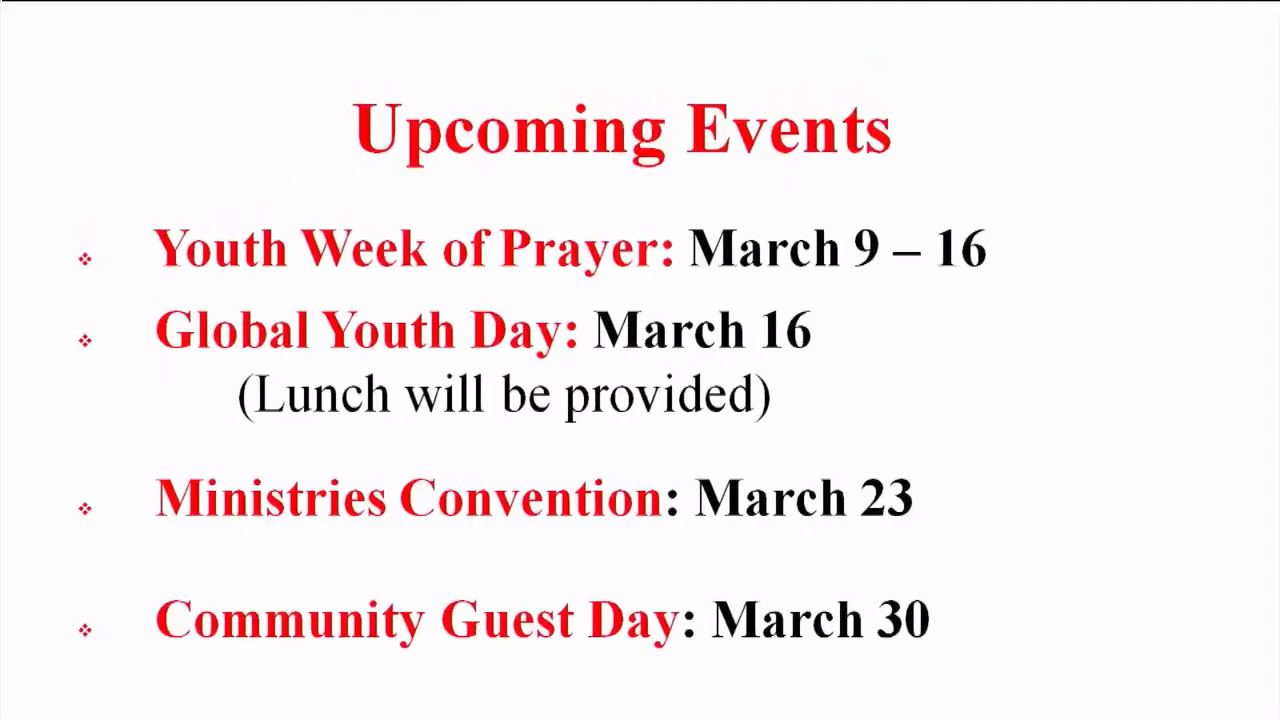 Upcoming Events
❖ Youth Week of Prayer: March 9 – 16
❖ Global Youth Day: March 16
(Lunch will be provided)
❖ Ministries Convention: March 23
❖ Community Guest Day: March 30